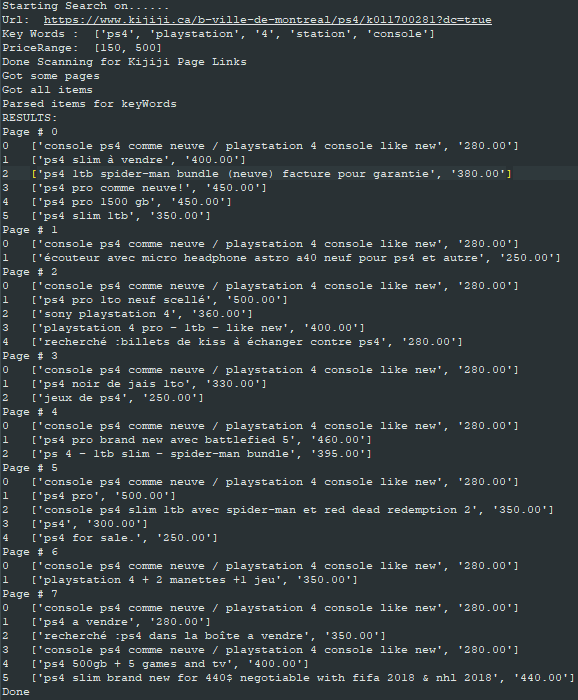 Starting Search on......
Url:  https://www.kijiji.ca/b-ville-de-montreal/ps4/k0l1700281?dc=true
Key Words :  ['ps4', 'playstation', '4', 'station', 'console']
PriceRange:  [150, 500]
Done Scanning for Kijiji Page Links
Got some pages
Got all items
Parsed items for keyWords
RESULTS:
Page # 0
0 ['console ps4 comme neuve / playstation 4 console like new', '280.00']
1 ['ps4 slim à vendre', '400.00']
2 ['ps4 1tb spider-man bundle (neuve) facture pour garantie', '380.00']
3 ['ps4 pro comme neuve!', '450.00']
4 ['ps4 pro 1500 gb', '450.00']
5 ['ps4 slim 1tb', '350.00']
Page # 1
0 ['console ps4 comme neuve / playstation 4 console like new', '280.00']
1 ['écouteur avec micro headphone astro a40 neuf pour ps4 et autre', '250.00']
Page # 2
0 ['console ps4 comme neuve / playstation 4 console like new', '280.00']
1 ['ps4 pro 1to neuf scellé', '500.00']
2 ['sony playstation 4', '360.00']
3 ['playstation 4 pro - 1tb - like new', '400.00']
4 ['recherché :billets de kiss à échanger contre ps4', '280.00']
Page # 3
0 ['console ps4 comme neuve / playstation 4 console like new', '280.00']
1 ['ps4 noir de jais 1to', '330.00']
2 ['jeux de ps4', '250.00']
Page # 4
0 ['console ps4 comme neuve / playstation 4 console like new', '280.00']
1 ['ps4 pro brand new avec battlefied 5', '460.00']
2 ['ps 4 - 1tb slim - spider-man bundle', '395.00']
Page # 5
0 ['console ps4 comme neuve / playstation 4 console like new', '280.00']
1 ['ps4 pro', '500.00']
2 ['console ps4 slim 1tb avec spider-man et red dead redemption 2', '350.00']
3 ['ps4', '300.00']
4 ['ps4 for sale.', '250.00']
Page # 6
0 ['console ps4 comme neuve / playstation 4 console like new', '280.00']
1 ['playstation 4 + 2 manettes +1 jeu', '350.00']
Page # 7
0 ['console ps4 comme neuve / playstation 4 console like new', '280.00']
1 ['ps4 a vendre', '280.00']
2 ['recherché :ps4 dans la boîte a vendre', '350.00']
3 ['console ps4 comme neuve / playstation 4 console like new', '280.00']
4 ['ps4 500gb + 5 games and tv', '400.00']
5 ['ps4 slim brand new for 440$ negotiable with fifa 2018 & nhl 2018', '440.00']
Done